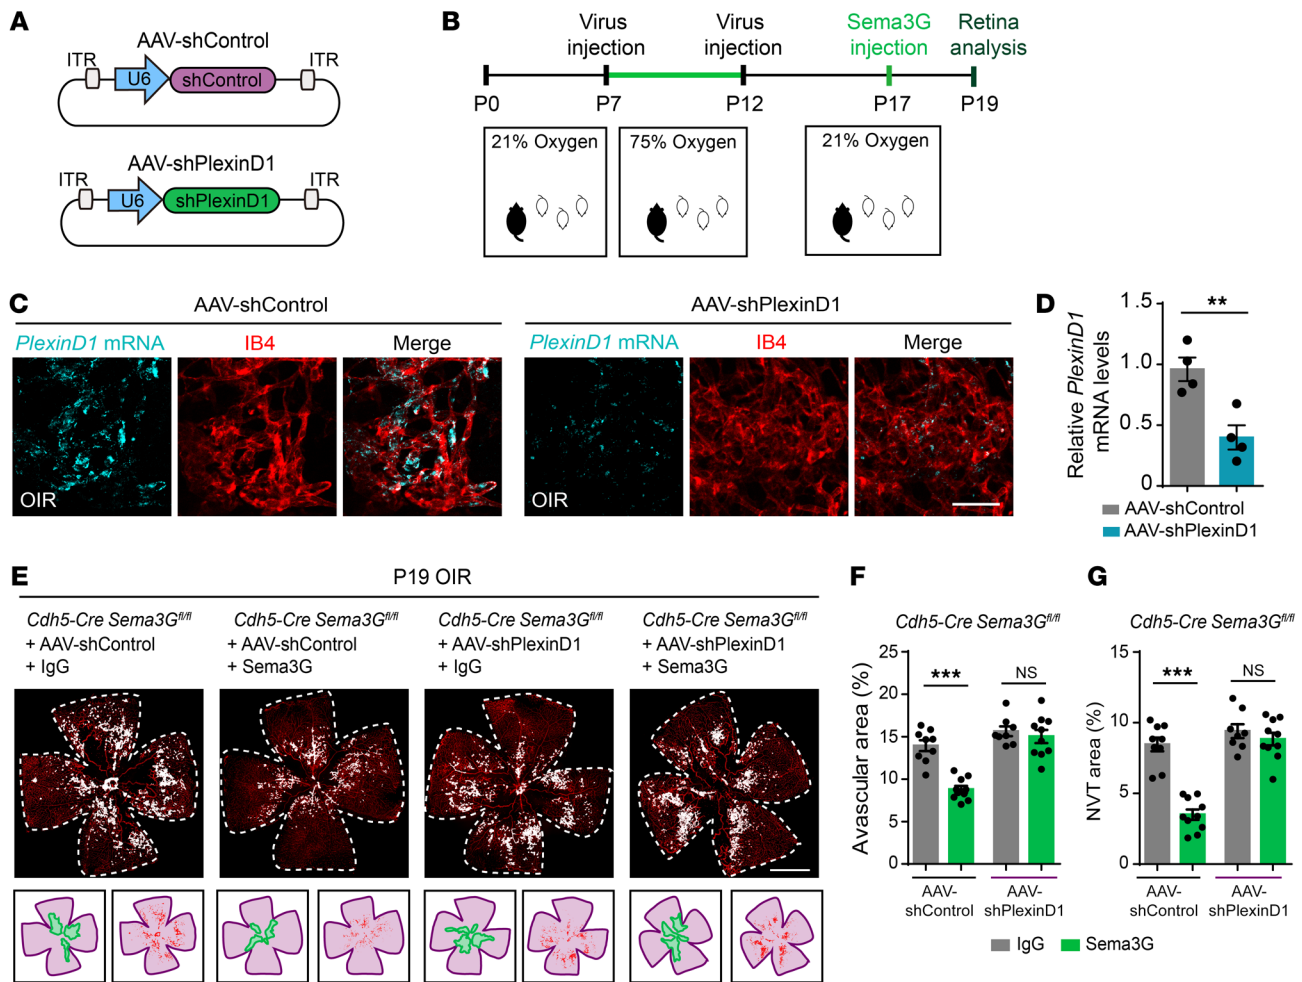 A
AAV-shControl
ITR
ITR
U6
shControl
AAV-shPlexinD1
ITR
ITR
U6
shPlexinD1
B
Virus injection
Virus injection
Sema3G injection
Retina analysis
P0
P7
P12
P17
P19
21% Oxygen
75% Oxygen
21% Oxygen
C
AAV-shControl
AAV-shPlexinD1
PlexinD1 mRNA
IB4
Merge
PlexinD1 mRNA
IB4
Merge
OIR
OIR
D
Relative PlexinD1
mRNA levels
1.5
1.0
0.5
0
**
AAV-shControl
AAV-shPlexinD1
E
P19 OIR
Cdh5-Cre Sema3Gfl/fl
+ AAV-shControl
+ IgG
Cdh5-Cre Sema3Gfl/fl
+ AAV-shControl
+ Sema3G
Cdh5-Cre Sema3Gfl/fl
+ AAV-shPlexinD1
+ IgG
Cdh5-Cre Sema3Gfl/fl
+ AAV-shPlexinD1
+ Sema3G
F
Cdh5-Cre Sema3Gfl/fl
Avascular area (%)
25
20
15
10
5
0
***
NS
AAV-
shControl
AAV-
shPlexinD1
G
Cdh5-Cre Sema3Gfl/fl
NVT area (%)
15
10
5
0
***
NS
AAV-
shControl
AAV-
shPlexinD1
IgG
Sema3G